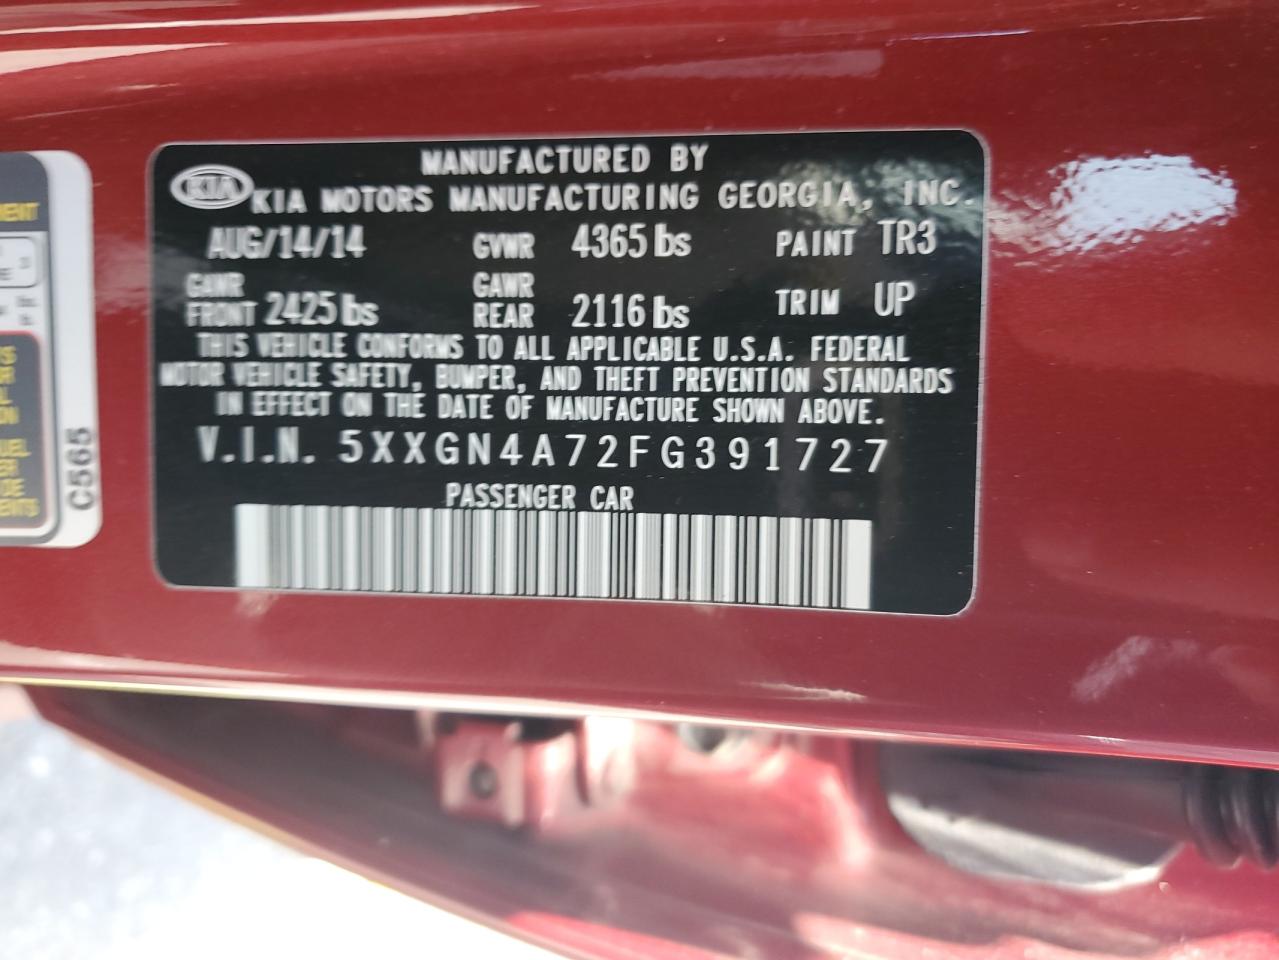 MANUFACTURED BY
KIA KIA MOTORS MANUFACTURING GEORGIA, INC.
AUG/14/14 GVWR 4365 lbs PAINT TR3
GAWR FRONT 2425 lbs GAWR REAR 2116 lbs TRIM UP
THIS VEHICLE CONFORMS TO ALL APPLICABLE U.S.A. FEDERAL
MOTOR VEHICLE SAFETY, BUMPER, AND THEFT PREVENTION STANDARDS
IN EFFECT ON THE DATE OF MANUFACTURE SHOWN ABOVE.
V.I.N. 5XXGN4A72FG391727
PASSENGER CAR
C565